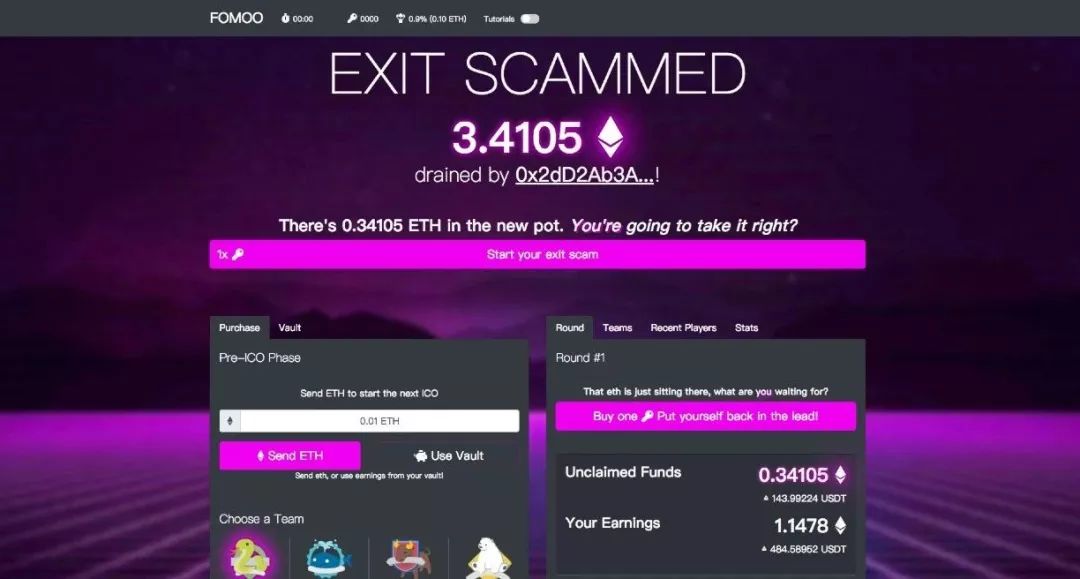 FOMOO 00:00 0000 0.9% (0.10 ETH) Tutorials
EXIT SCAMMED
3.4105
drained by 0x2dD2Ab3A...!
There's 0.34105 ETH in the new pot. You're going to take it right?
1x Start your exit scam
Purchase Vault
Pre-ICO Phase
Send ETH to start the next ICO
0.01 ETH
Send ETH Use Vault
Send eth, or use earnings from your vault!
Choose a Team
Round Teams Recent Players Stats
Round #1
That eth is just sitting there, what are you waiting for?
Buy one Put yourself back in the lead!
Unclaimed Funds 0.34105
143.99224 USDT
Your Earnings 1.1478
484.58952 USDT